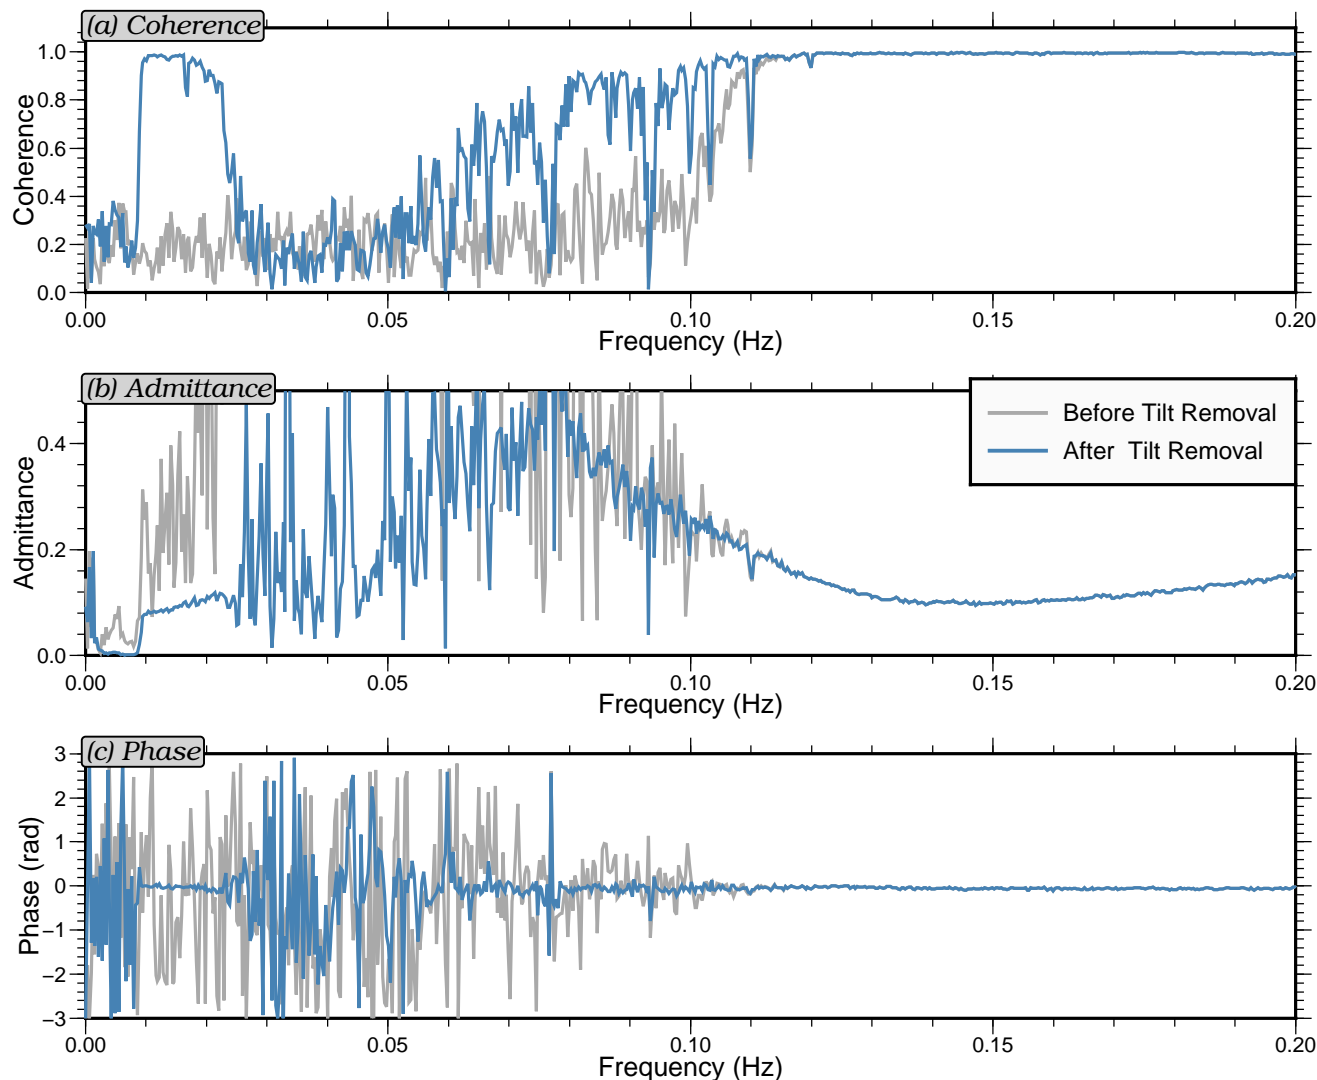 (a) Coherence
Coherence
1.0
0.8
0.6
0.4
0.2
0.0
0.00 0.05 0.10 0.15 0.20
Frequency (Hz)
(b) Admittance
Admittance
0.4
0.2
0.0
Before Tilt Removal
After Tilt Removal
0.00 0.05 0.10 0.15 0.20
Frequency (Hz)
(c) Phase
Phase (rad)
3
2
1
0
−1
−2
−3
0.00 0.05 0.10 0.15 0.20
Frequency (Hz)